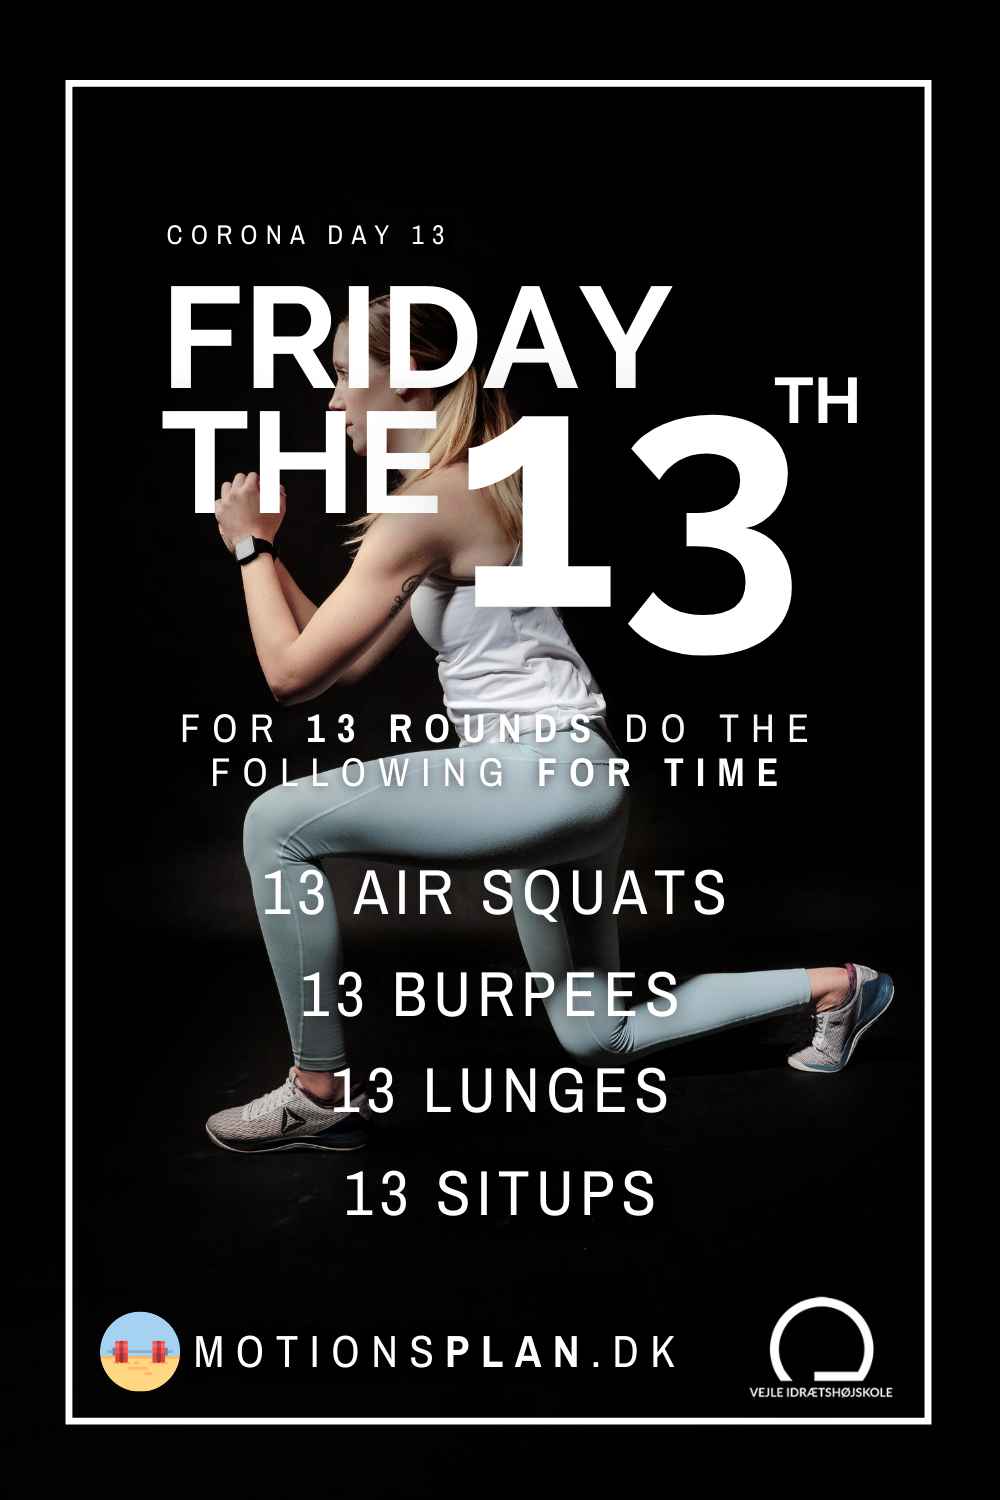 CORONA DAY 13
FRIDAY
THE 13TH
FOR 13 ROUNDS DO THE
FOLLOWING FOR TIME
13 AIR SQUATS
13 BURPEES
13 LUNGES
13 SITUPS
MOTIONSPLAN.DK
VEJLE IDRÆTSHØJSKOLE